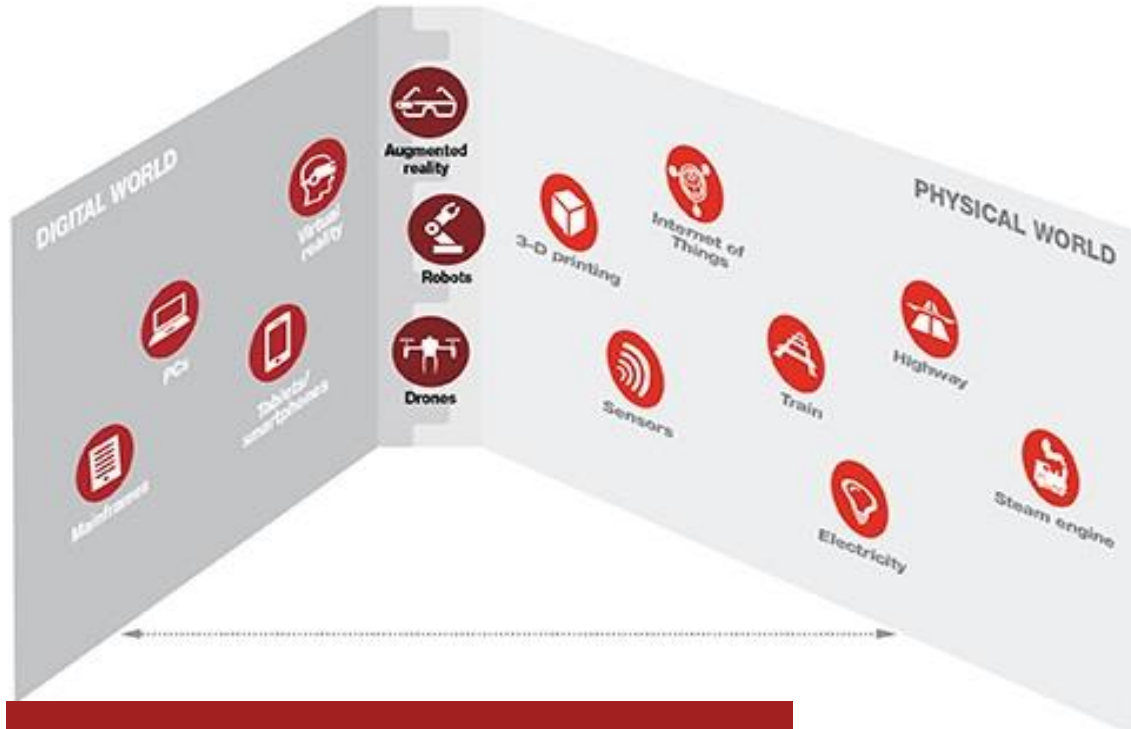 DIGITAL WORLD
Mainframes
PCs
Tablets/
smartphones
Virtual
reality
Augmented
reality
Robots
Drones
3-D printing
Internet of
Things
Sensors
Train
Highway
Electricity
Steam engine
PHYSICAL WORLD